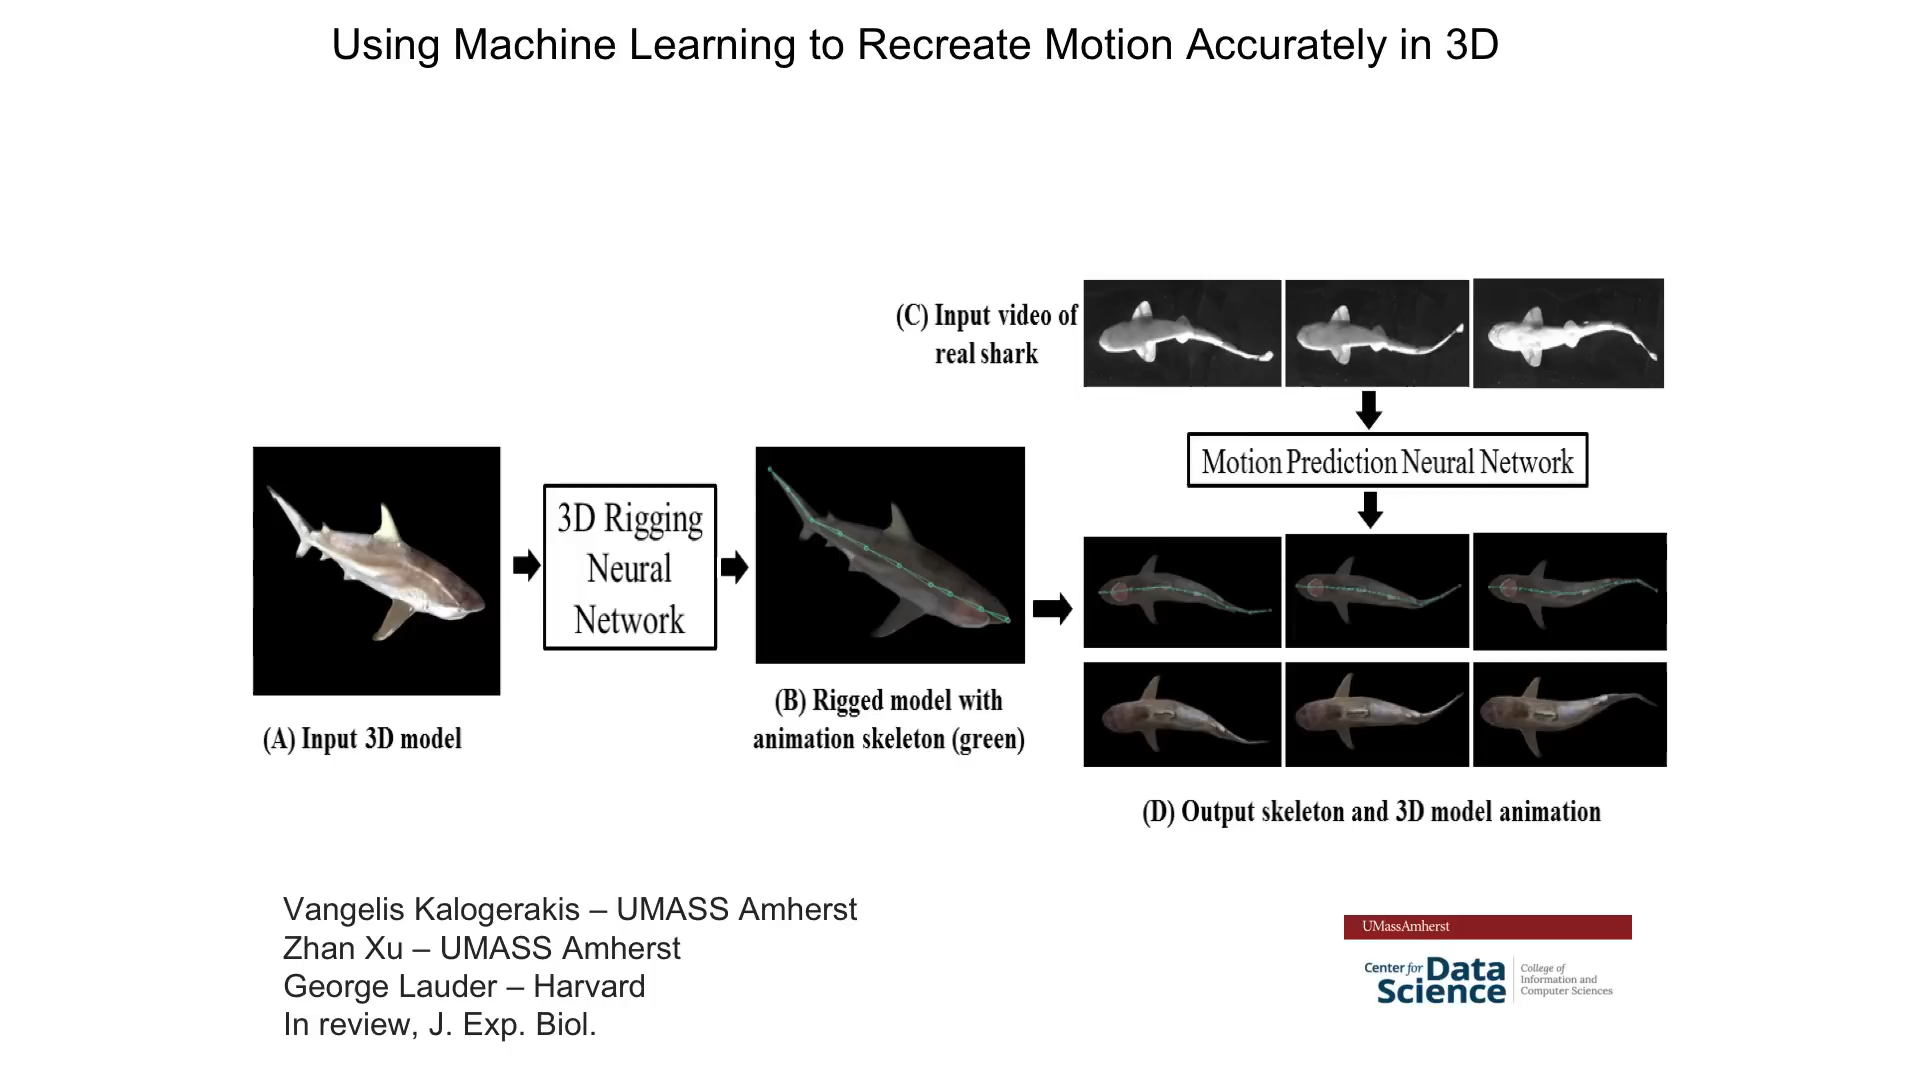 Using Machine Learning to Recreate Motion Accurately in 3D
(C) Input video of
real shark
Motion Prediction Neural Network
3D Rigging
Neural
Network
(A) Input 3D model
(B) Rigged model with
animation skeleton (green)
(D) Output skeleton and 3D model animation
Vangelis Kalogerakis – UMASS Amherst
Zhan Xu – UMASS Amherst
George Lauder – Harvard
In review, J. Exp. Biol.
UMassAmherst
Center for Data
Science
College of
Information and
Computer Sciences